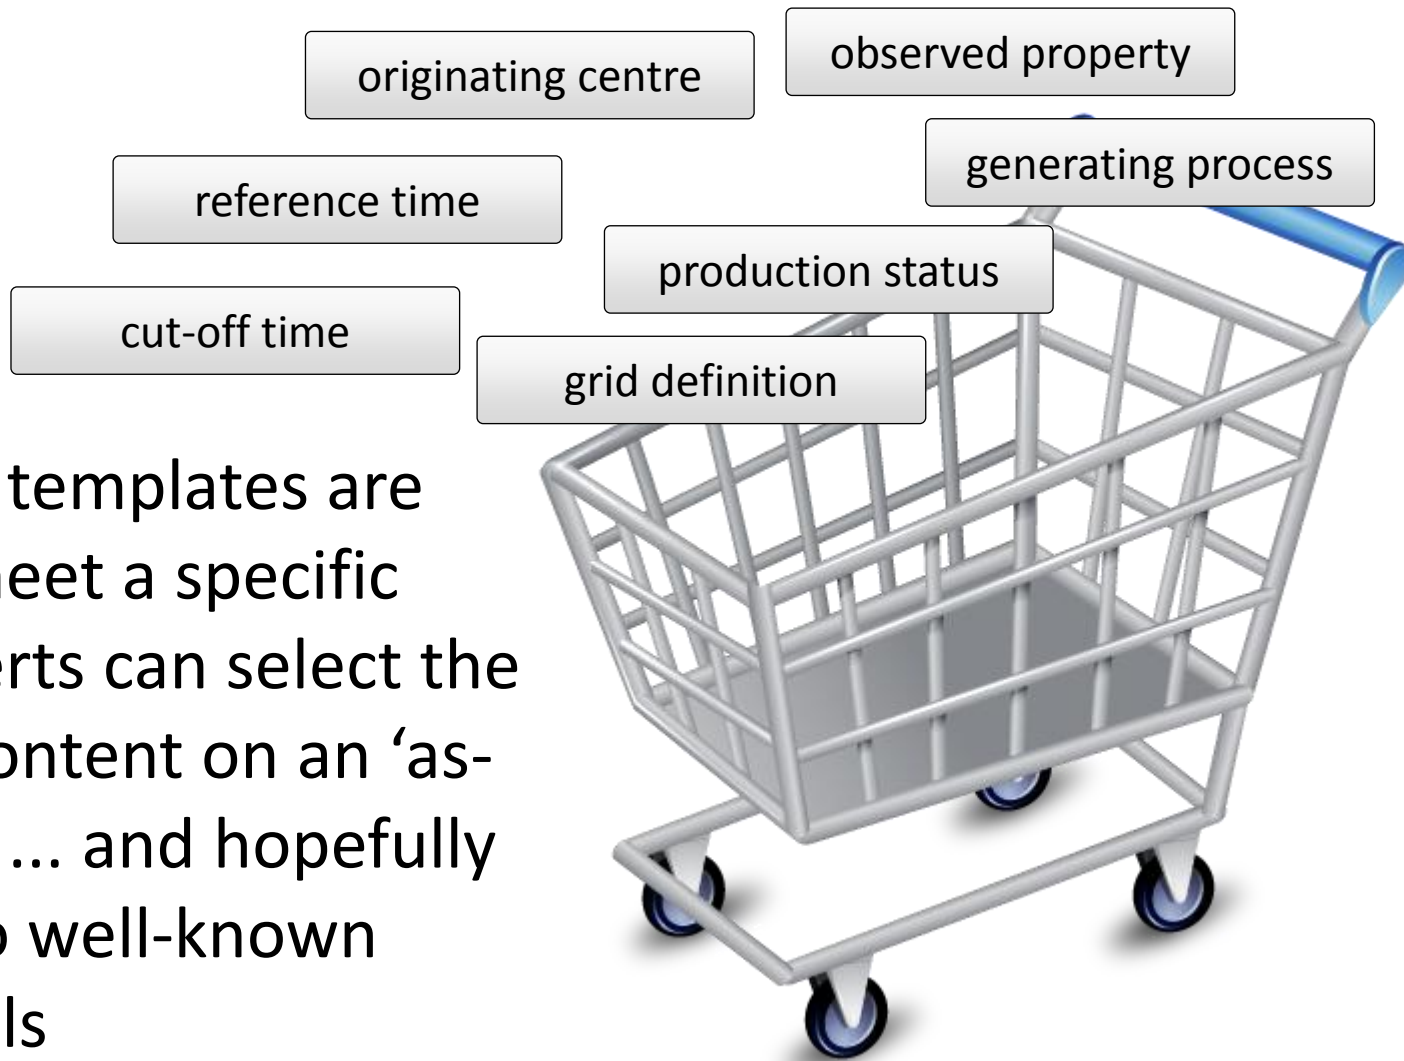 originating centre
observed property
generating process
reference time
production status
cut-off time
grid definition
templates are
eet a specific
erts can select the
ontent on an ‘as-
... and hopefully
well-known
ls